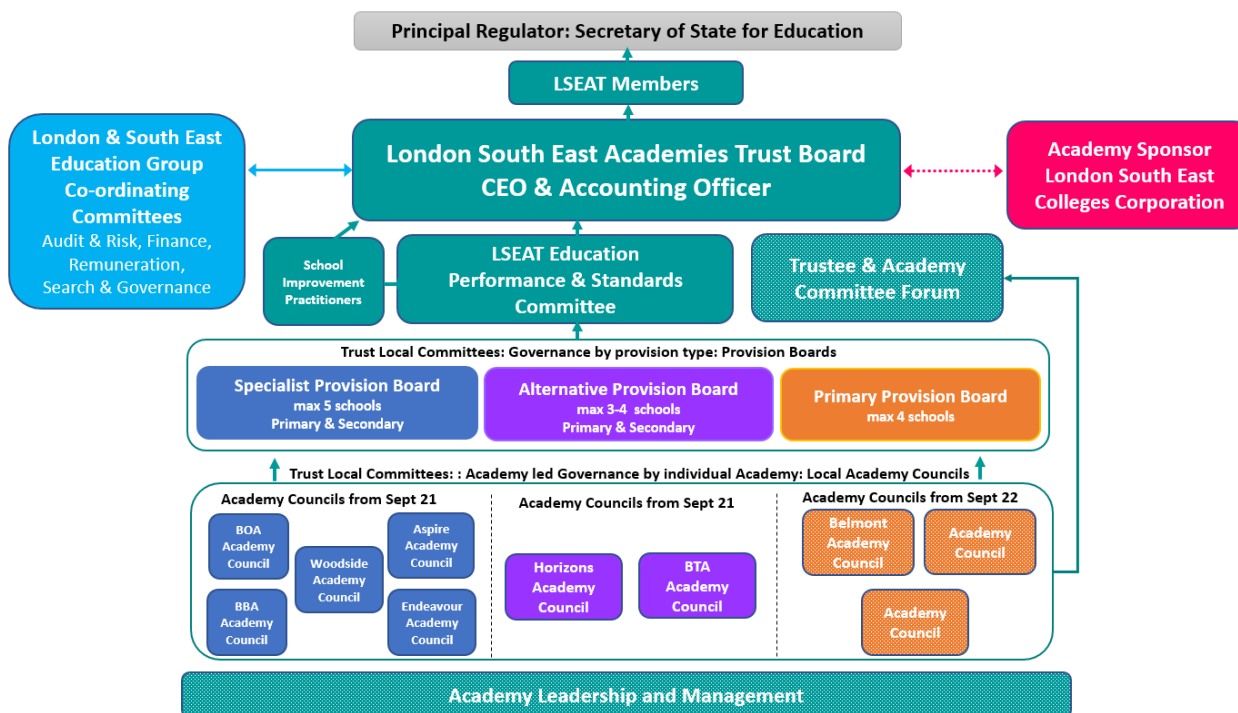 Principal Regulator: Secretary of State for Education
LSEAT Members
London & South East
Education Group
Co-ordinating
Committees
Audit & Risk, Finance,
Remuneration,
Search & Governance
London South East Academies Trust Board
CEO & Accounting Officer
Academy Sponsor
London South East
Colleges Corporation
School
Improvement
Practitioners
LSEAT Education
Performance & Standards
Committee
Trustee & Academy
Committee Forum
Trust Local Committees: Governance by provision type: Provision Boards
Specialist Provision Board
max 5 schools
Primary & Secondary
Alternative Provision Board
max 3-4 schools
Primary & Secondary
Primary Provision Board
max 4 schools
Trust Local Committees: : Academy led Governance by individual Academy: Local Academy Councils
Academy Councils from Sept 21
BOA
Academy
Council
Woodside
Academy
Council
Aspire
Academy
Council
BBA
Academy
Council
Endeavour
Academy
Council
Academy Councils from Sept 21
Horizons
Academy
Council
BTA
Academy
Council
Academy Councils from Sept 22
Belmont
Academy
Council
Academy
Council
Academy
Council
Academy Leadership and Management